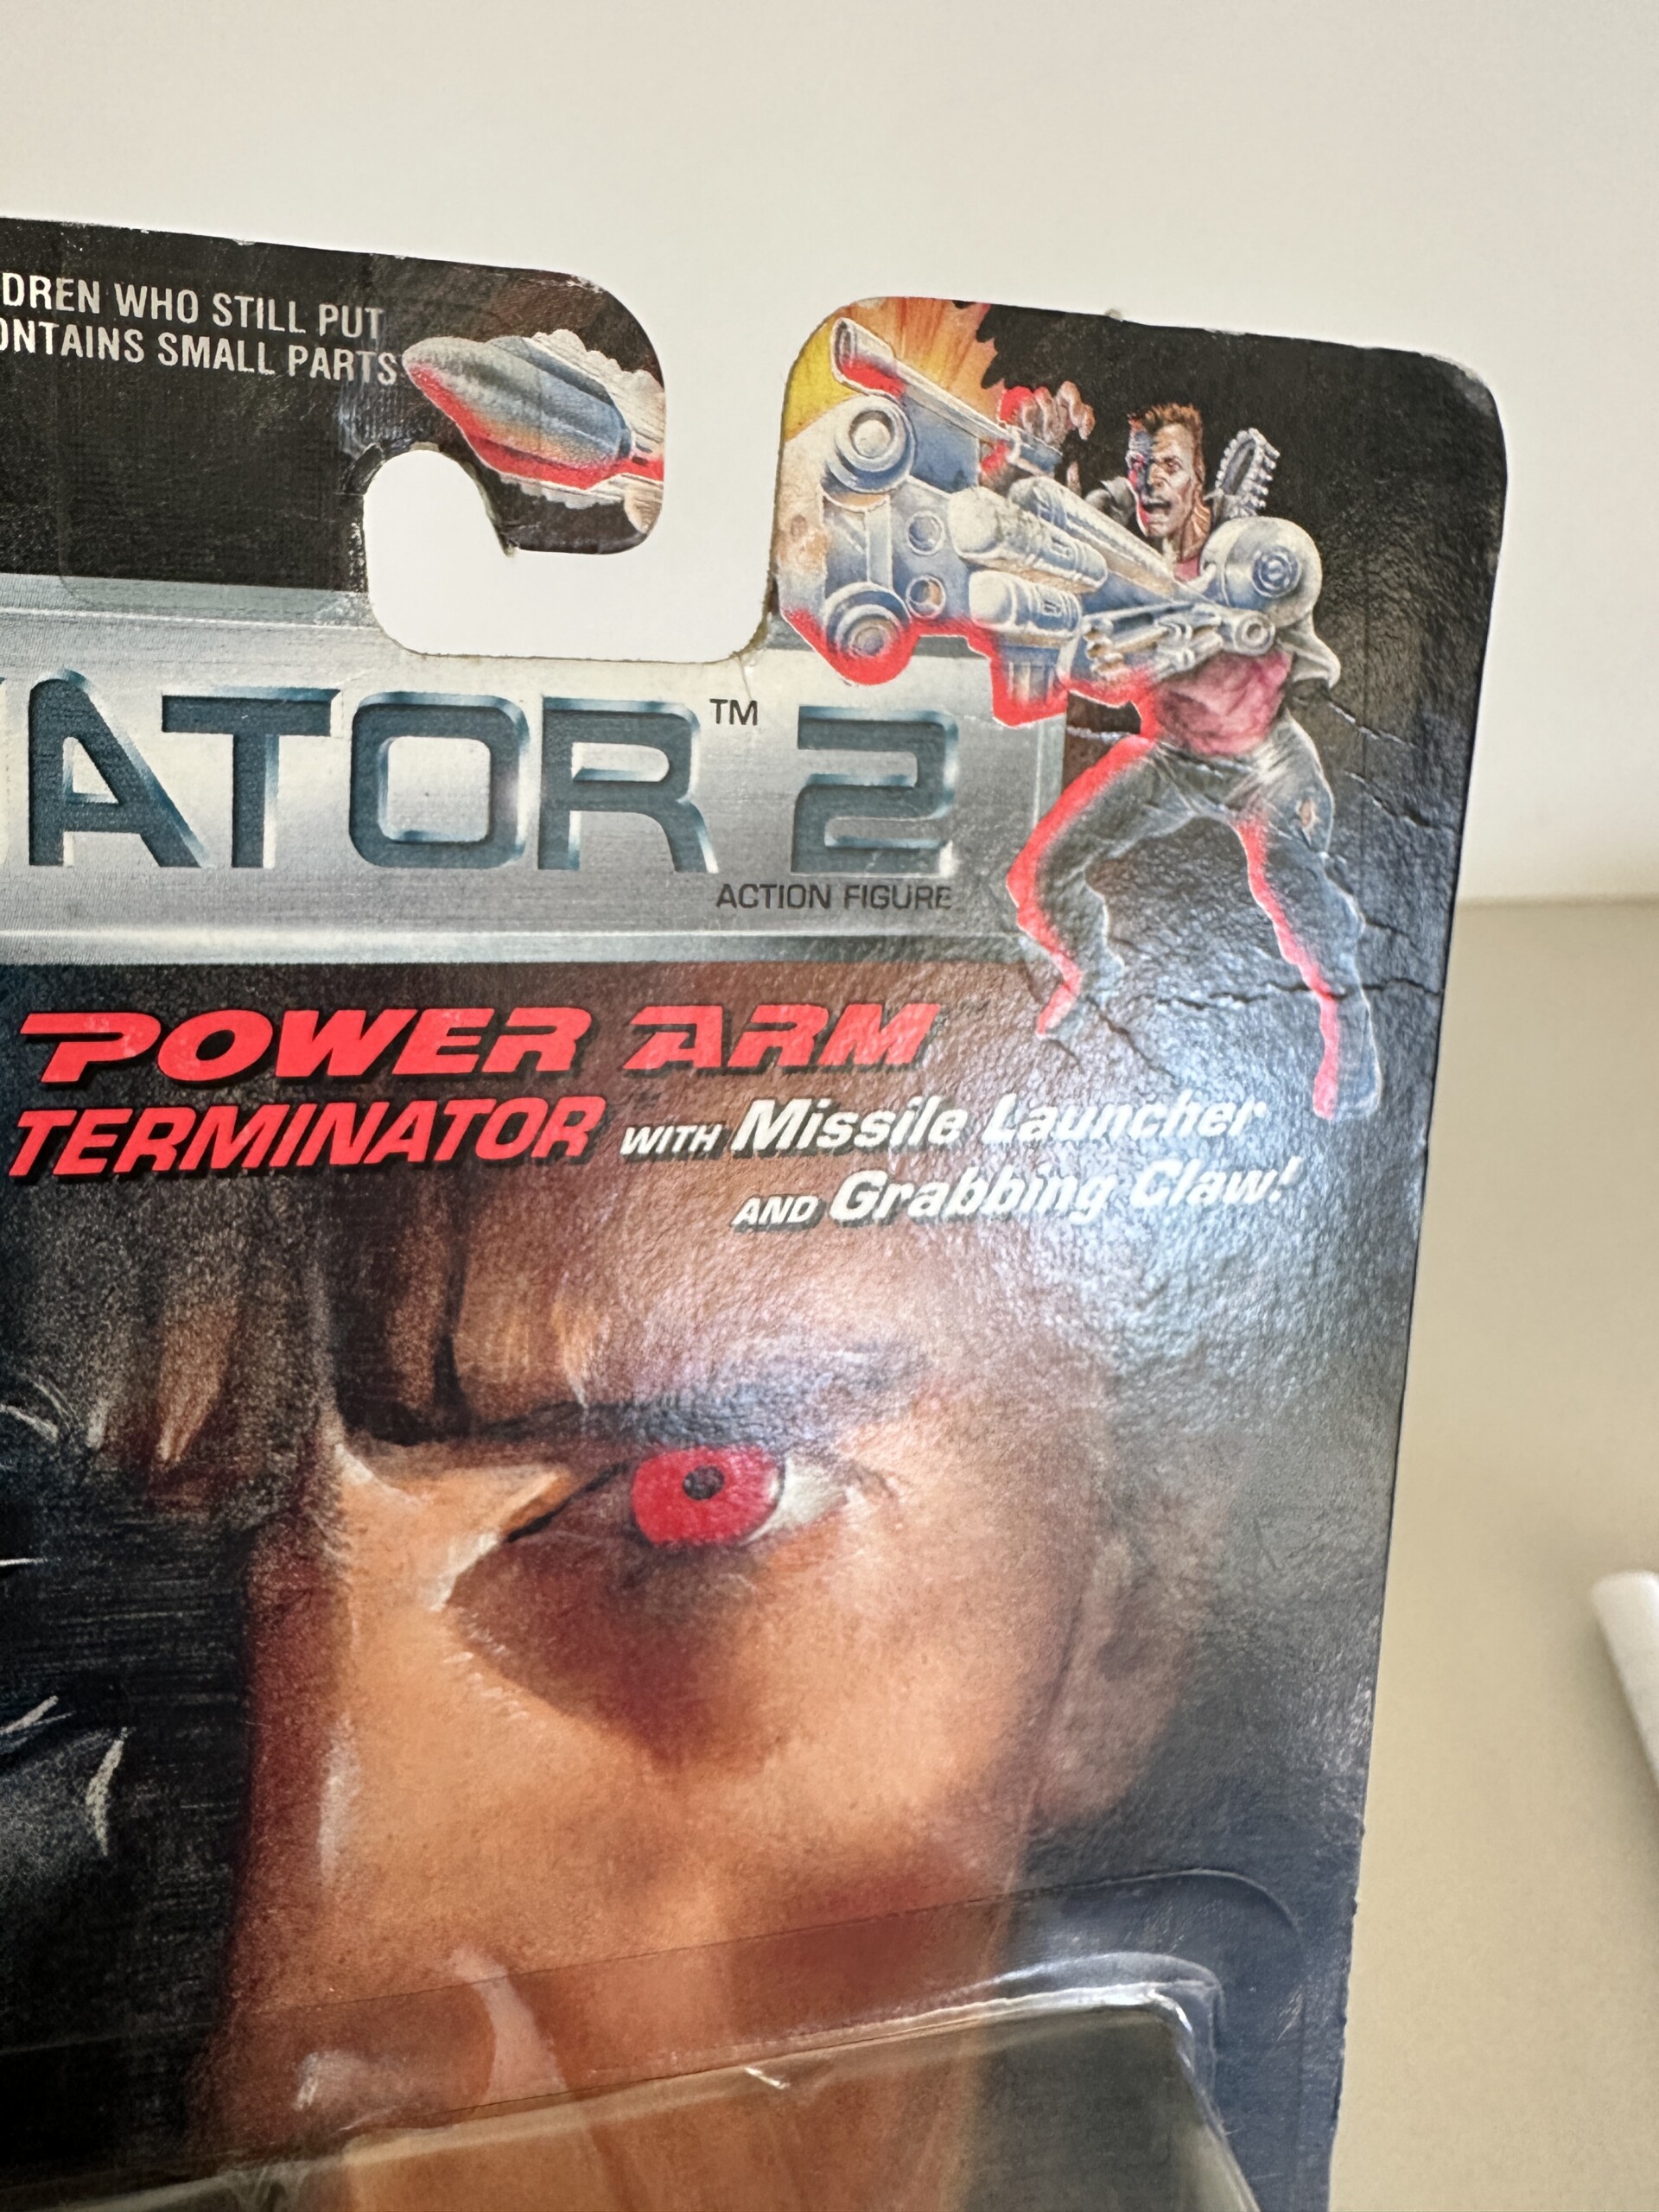 DREN WHO STILL PUT
ONTAINS SMALL PARTS
ATOR™ 2
ACTION FIGURE
POWER ARM
TERMINATOR WITH Missile Launcher
AND Grabbing Claw!